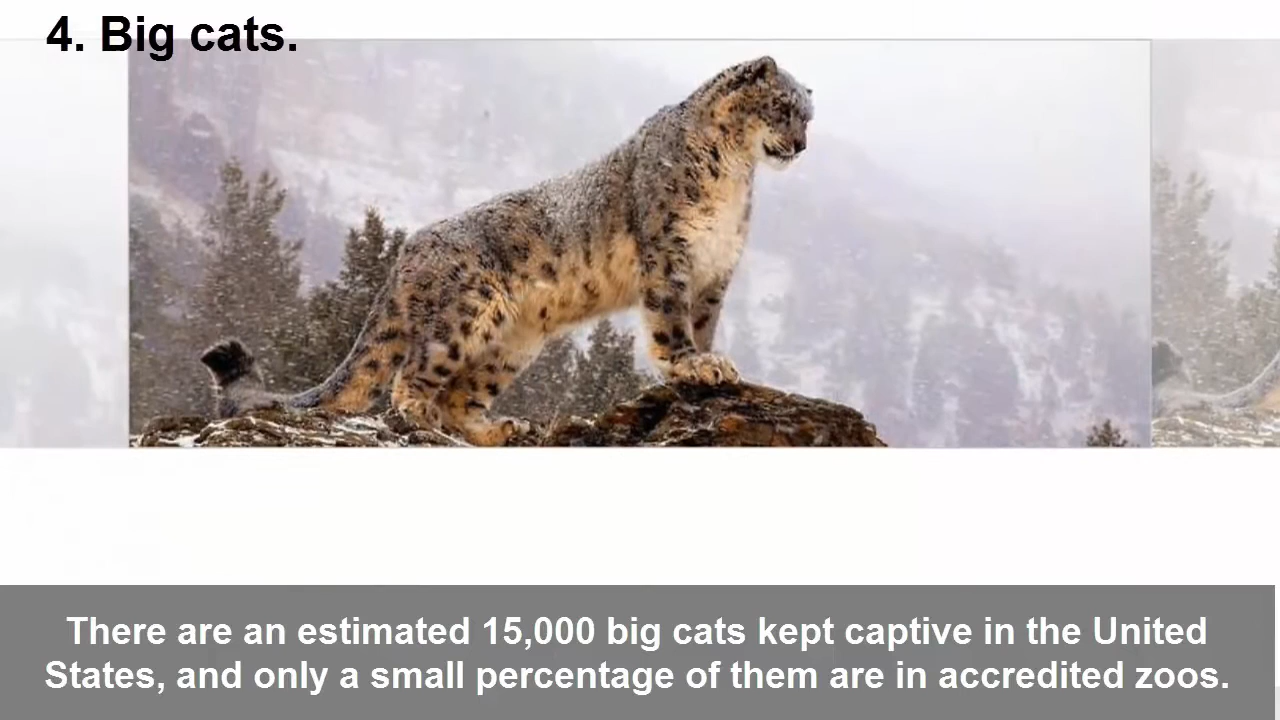 4. Big cats.
There are an estimated 15,000 big cats kept captive in the United
States, and only a small percentage of them are in accredited zoos.